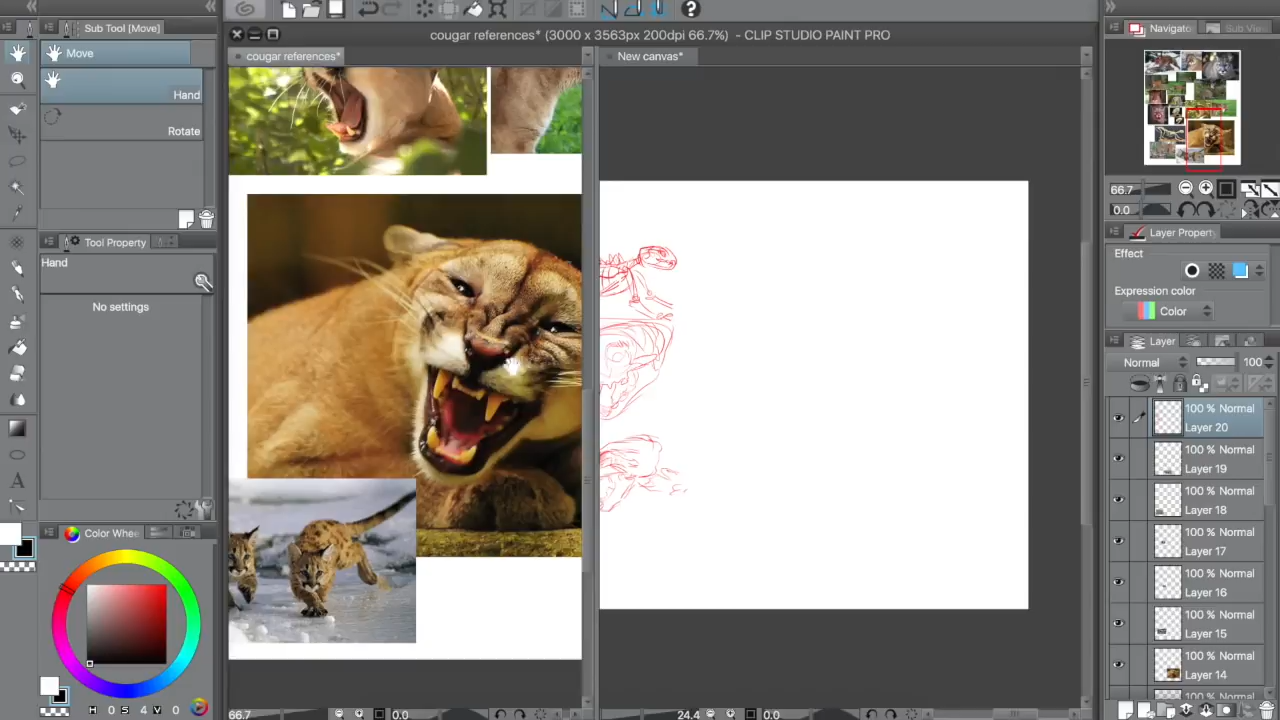 Sub Tool [Move]
cougar references* (3000 x 3563px 200dpi 66.7%) - CLIP STUDIO PAINT PRO
Navigato
Sub View
Move
cougar references*
New canvas*
Hand
Rotate
Tool Property
Hand
No settings
66.7
0.0
Layer Property
Effect
Expression color
Color
Layer
Normal
100
100 % Normal
Layer 20
100 % Normal
Layer 19
100 % Normal
Layer 18
100 % Normal
Layer 17
100 % Normal
Layer 16
100 % Normal
Layer 15
100 % Normal
Layer 14
100 % Normal
Color Whee
H 0 S 4 V 0
66.7
0.0
24.4
0.0